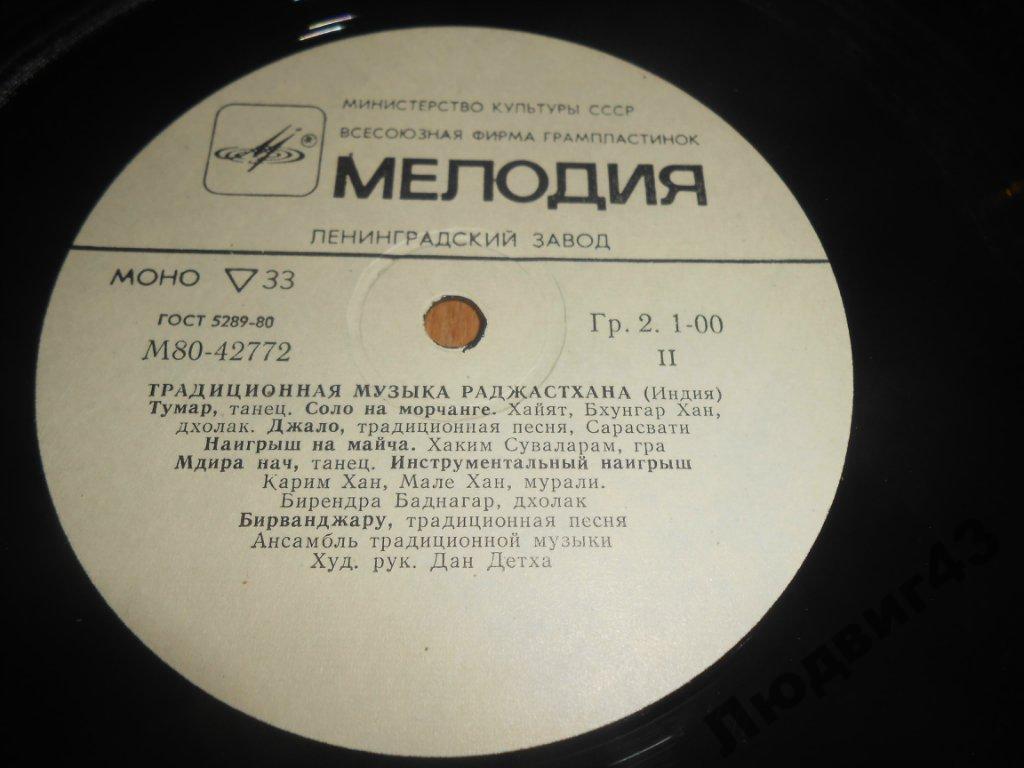 МИНИСТЕРСТВО КУЛЬТУРЫ СССР
ВСЕСОЮЗНАЯ ФИРМА ГРАМПЛАСТИНОК
МЕЛОДИЯ
ЛЕНИНГРАДСКИЙ ЗАВОД
МОНО ▽ 33
ГОСТ 5289-80
М80-42772
Гр. 2. 1-00
II
ТРАДИЦИОННАЯ МУЗЫКА РАДЖАСТХАНА (Индия)
Тумар, танец. Соло на морчанге. Хайят, Бхунгар Хан,
дхолак. Джало, традиционная песня, Сарасвати
Наигрыш на майча. Хаким Суваларам, гра
Мдира нач, танец. Инструментальный наигрыш
Карим Хан, Мале Хан, мурали.
Бирендра Баднагар, дхолак
Бирванджару, традиционная песня
Ансамбль традиционной музыки
Худ. рук. Дан Детха
Людвиг43